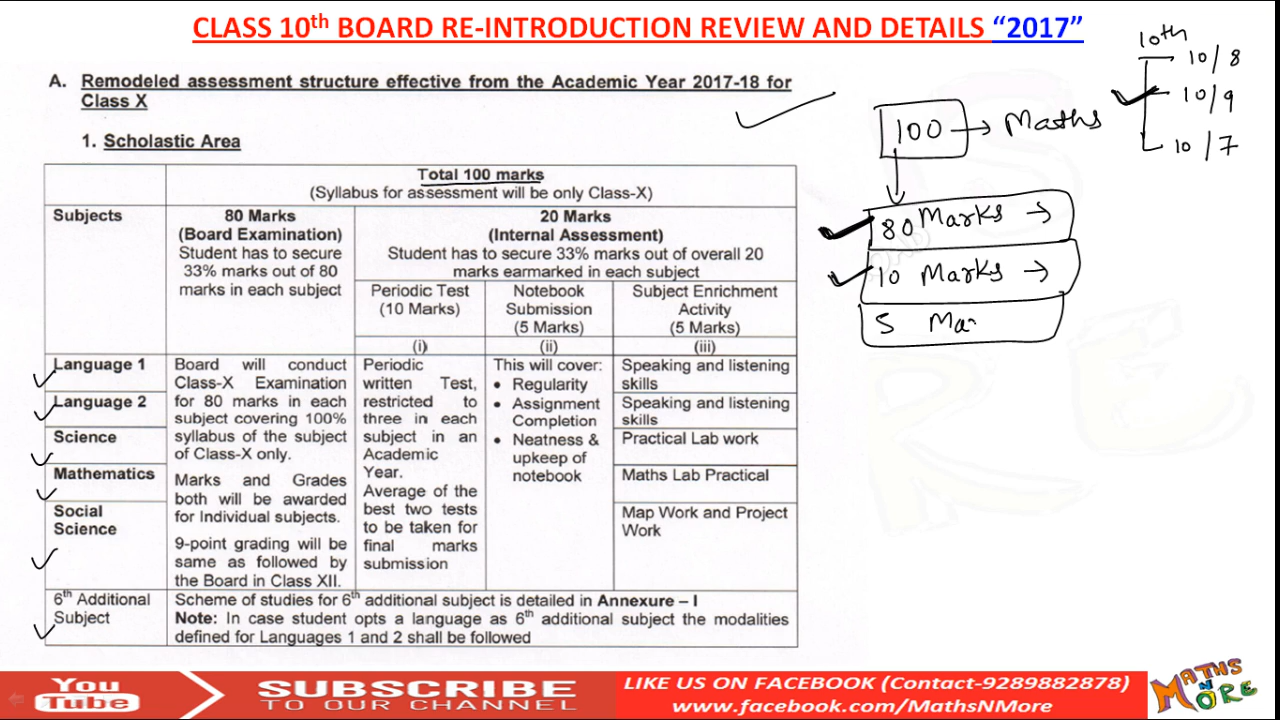 CLASS 10th BOARD RE-INTRODUCTION REVIEW AND DETAILS “2017”
A. Remodeled assessment structure effective from the Academic Year 2017-18 for
Class X
1. Scholastic Area
Total 100 marks
(Syllabus for assessment will be only Class-X)
Subjects
80 Marks
(Board Examination)
Student has to secure
33% marks out of 80
marks in each subject
20 Marks
(Internal Assessment)
Student has to secure 33% marks out of overall 20
marks earmarked in each subject
Periodic Test
(10 Marks)
Notebook
Submission
(5 Marks)
Subject Enrichment
Activity
(5 Marks)
(i)
(ii)
(iii)
Language 1
Language 2
Science
Mathematics
Social
Science
Board will conduct
Class-X Examination
for 80 marks in each
subject covering 100%
syllabus of the subject
of Class-X only.
Marks and Grades
both will be awarded
for Individual subjects.
9-point grading will be
same as followed by
the Board in Class XII.
Periodic
written Test,
restricted to
three in each
subject in an
Academic
Year.
Average of the
best two tests
to be taken for
final marks
submission
This will cover:
• Regularity
• Assignment
Completion
• Neatness &
upkeep of
notebook
Speaking and listening
skills
Speaking and listening
skills
Practical Lab work
Maths Lab Practical
Map Work and Project
Work
6th Additional
Subject
Scheme of studies for 6th additional subject is detailed in Annexure – I
Note: In case student opts a language as 6th additional subject the modalities
defined for Languages 1 and 2 shall be followed
10th
10/8
10/9
10/7
100 → Maths
80 Marks →
10 Marks →
5 Ma
You
Tube
SUBSCRIBE
TO OUR CHANNEL
LIKE US ON FACEBOOK (Contact-9289882878)
www.facebook.com/MathsNMore
MATHS
N
MORE